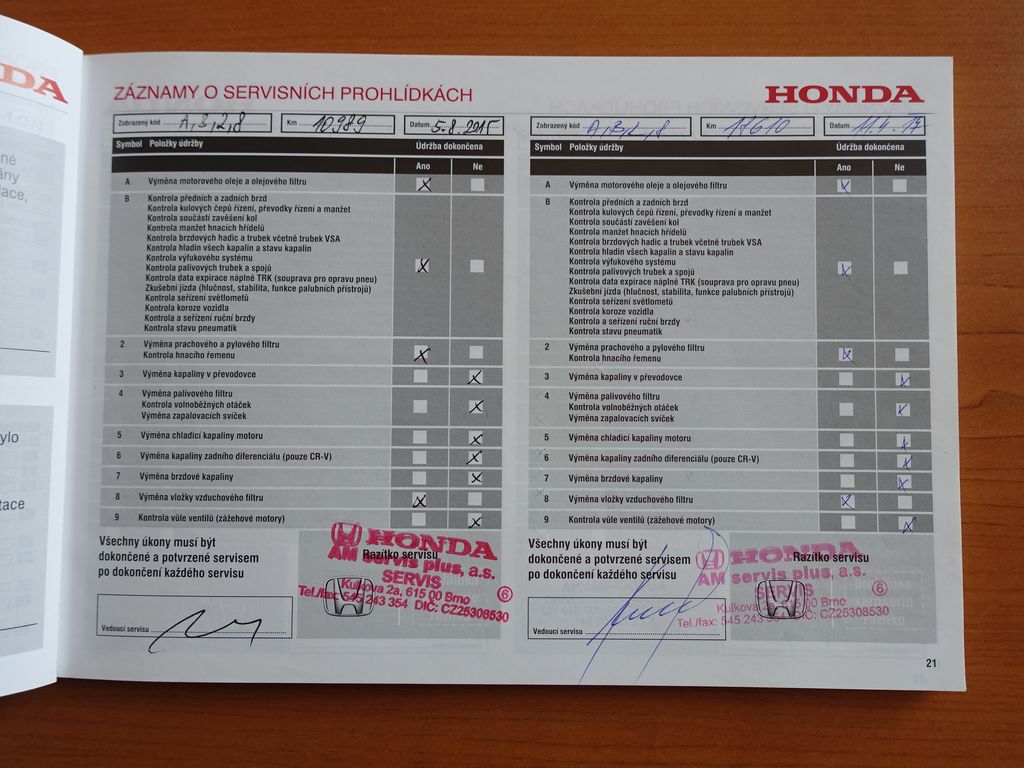 DA
né
ány
lace,
ylo
tace
ZÁZNAMY O SERVISNÍCH PROHLÍDKÁCH
HONDA
Zobrazený kód A,B,2,8 Km 10989 Datum 5.8.2015
Symbol Položky údržby Údržba dokončena
Ano Ne
A Výměna motorového oleje a olejového filtru X
B Kontrola předních a zadních brzd
Kontrola kulových čepů řízení, převodky řízení a manžet
Kontrola součástí zavěšení kol
Kontrola manžet hnacích hřídelů
Kontrola brzdových hadic a trubek včetně trubek VSA
Kontrola hladin všech kapalin a stavu kapalin
Kontrola výfukového systému
Kontrola palivových trubek a spojů X
Kontrola data expirace náplně TRK (souprava pro opravu pneu)
Zkušební jízda (hlučnost, stabilita, funkce palubních přístrojů)
Kontrola seřízení světlometů
Kontrola koroze vozidla
Kontrola a seřízení ruční brzdy
Kontrola stavu pneumatik
2 Výměna prachového a pylového filtru
Kontrola hnacího řemenu X
3 Výměna kapaliny v převodovce X
4 Výměna palivového filtru
Kontrola volnoběžných otáček X
Výměna zapalovacích svíček
5 Výměna chladicí kapaliny motoru X
6 Výměna kapaliny zadního diferenciálu (pouze CR-V) X
7 Výměna brzdové kapaliny X
8 Výměna vložky vzduchového filtru X
9 Kontrola vůle ventilů (zážehové motory) X
Všechny úkony musí být
dokončené a potvrzené servisem
po dokončení každého servisu
Vedoucí servisu
Razítko servisu
HONDA
AM servis plus, a.s.
SERVIS
Kulkova 2a, 615 00 Brno 6
Tel./fax: 545 243 354 DIČ: CZ25308530
Zobrazený kód A,B,2,8 Km Datum 11.4.17
Symbol Položky údržby Údržba dokončena
Ano Ne
A Výměna motorového oleje a olejového filtru X
B Kontrola předních a zadních brzd
Kontrola kulových čepů řízení, převodky řízení a manžet
Kontrola součástí zavěšení kol
Kontrola manžet hnacích hřídelů
Kontrola brzdových hadic a trubek včetně trubek VSA
Kontrola hladin všech kapalin a stavu kapalin
Kontrola výfukového systému
Kontrola palivových trubek a spojů X
Kontrola data expirace náplně TRK (souprava pro opravu pneu)
Zkušební jízda (hlučnost, stabilita, funkce palubních přístrojů)
Kontrola seřízení světlometů
Kontrola koroze vozidla
Kontrola a seřízení ruční brzdy
Kontrola stavu pneumatik
2 Výměna prachového a pylového filtru
Kontrola hnacího řemenu X
3 Výměna kapaliny v převodovce X
4 Výměna palivového filtru
Kontrola volnoběžných otáček X
Výměna zapalovacích svíček
5 Výměna chladicí kapaliny motoru X
6 Výměna kapaliny zadního diferenciálu (pouze CR-V) X
7 Výměna brzdové kapaliny X
8 Výměna vložky vzduchového filtru X
9 Kontrola vůle ventilů (zážehové motory) X
Všechny úkony musí být
dokončené a potvrzené servisem
po dokončení každého servisu
Vedoucí servisu
Razítko servisu
HONDA
AM servis plus, a.s.
SERVIS
Kulkova 2a, 615 00 Brno 6
Tel./fax: 545 243 354 DIČ: CZ25308530
21